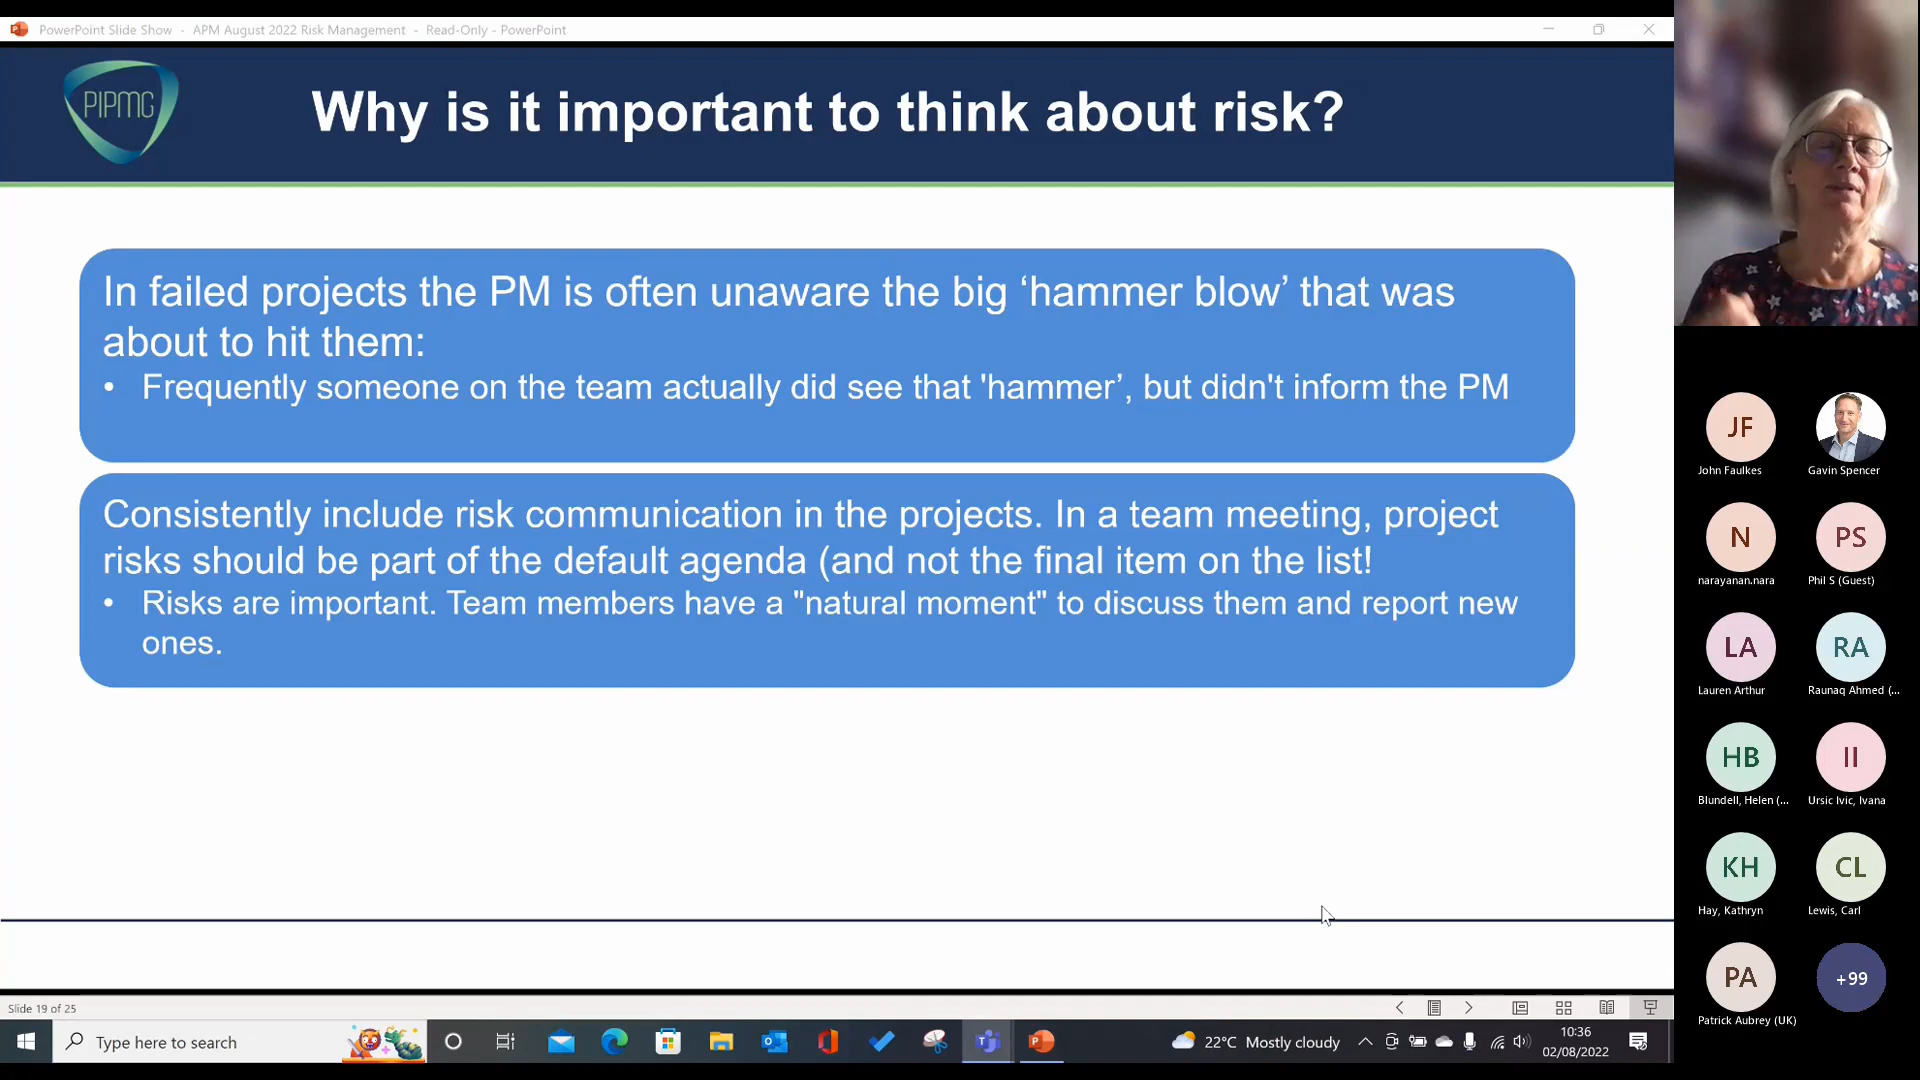 PowerPoint Slide Show - APM August 2022 Risk Management - Read-Only - PowerPoint
PIPMG
Why is it important to think about risk?
In failed projects the PM is often unaware the big ‘hammer blow’ that was
about to hit them:
• Frequently someone on the team actually did see that 'hammer’, but didn't inform the PM
Consistently include risk communication in the projects. In a team meeting, project
risks should be part of the default agenda (and not the final item on the list!
• Risks are important. Team members have a "natural moment" to discuss them and report new
ones.
JF
John Faulkes
Gavin Spencer
N
narayanan.nara
PS
Phil S (Guest)
LA
Lauren Arthur
RA
Raunaq Ahmed (...
HB
Blundell, Helen (...
II
Ursic Ivic, Ivana
KH
Hay, Kathryn
CL
Lewis, Carl
PA
Patrick Aubrey (UK)
+99
Slide 19 of 25
Type here to search
22°C Mostly cloudy
10:36
02/08/2022